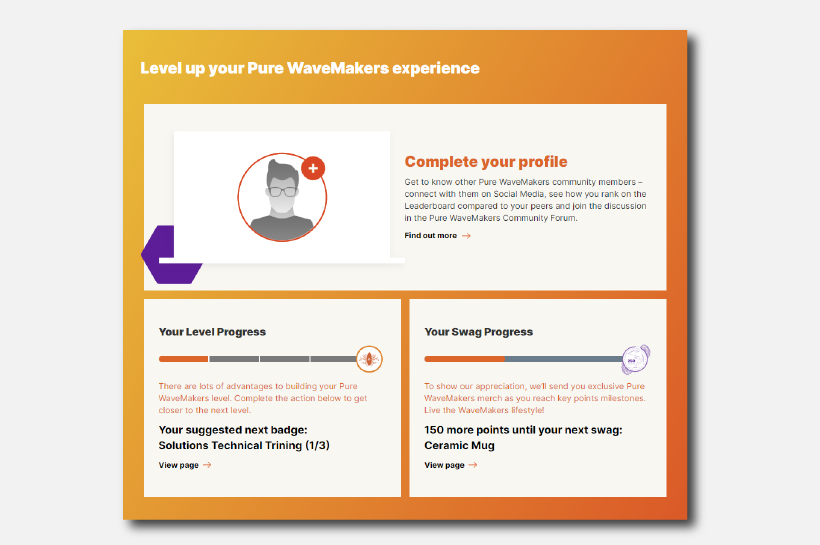 Level up your Pure WaveMakers experience
Complete your profile
Get to know other Pure WaveMakers community members –
connect with them on Social Media, see how you rank on the
Leaderboard compared to your peers and join the discussion
in the Pure WaveMakers Community Forum.
Find out more →
Your Level Progress
There are lots of advantages to building your Pure
WaveMakers level. Complete the action below to get
closer to the next level.
Your suggested next badge:
Solutions Technical Trining (1/3)
View page →
Your Swag Progress
To show our appreciation, we'll send you exclusive Pure
WaveMakers merch as you reach key points milestones.
Live the WaveMakers lifestyle!
150 more points until your next swag:
Ceramic Mug
View page →